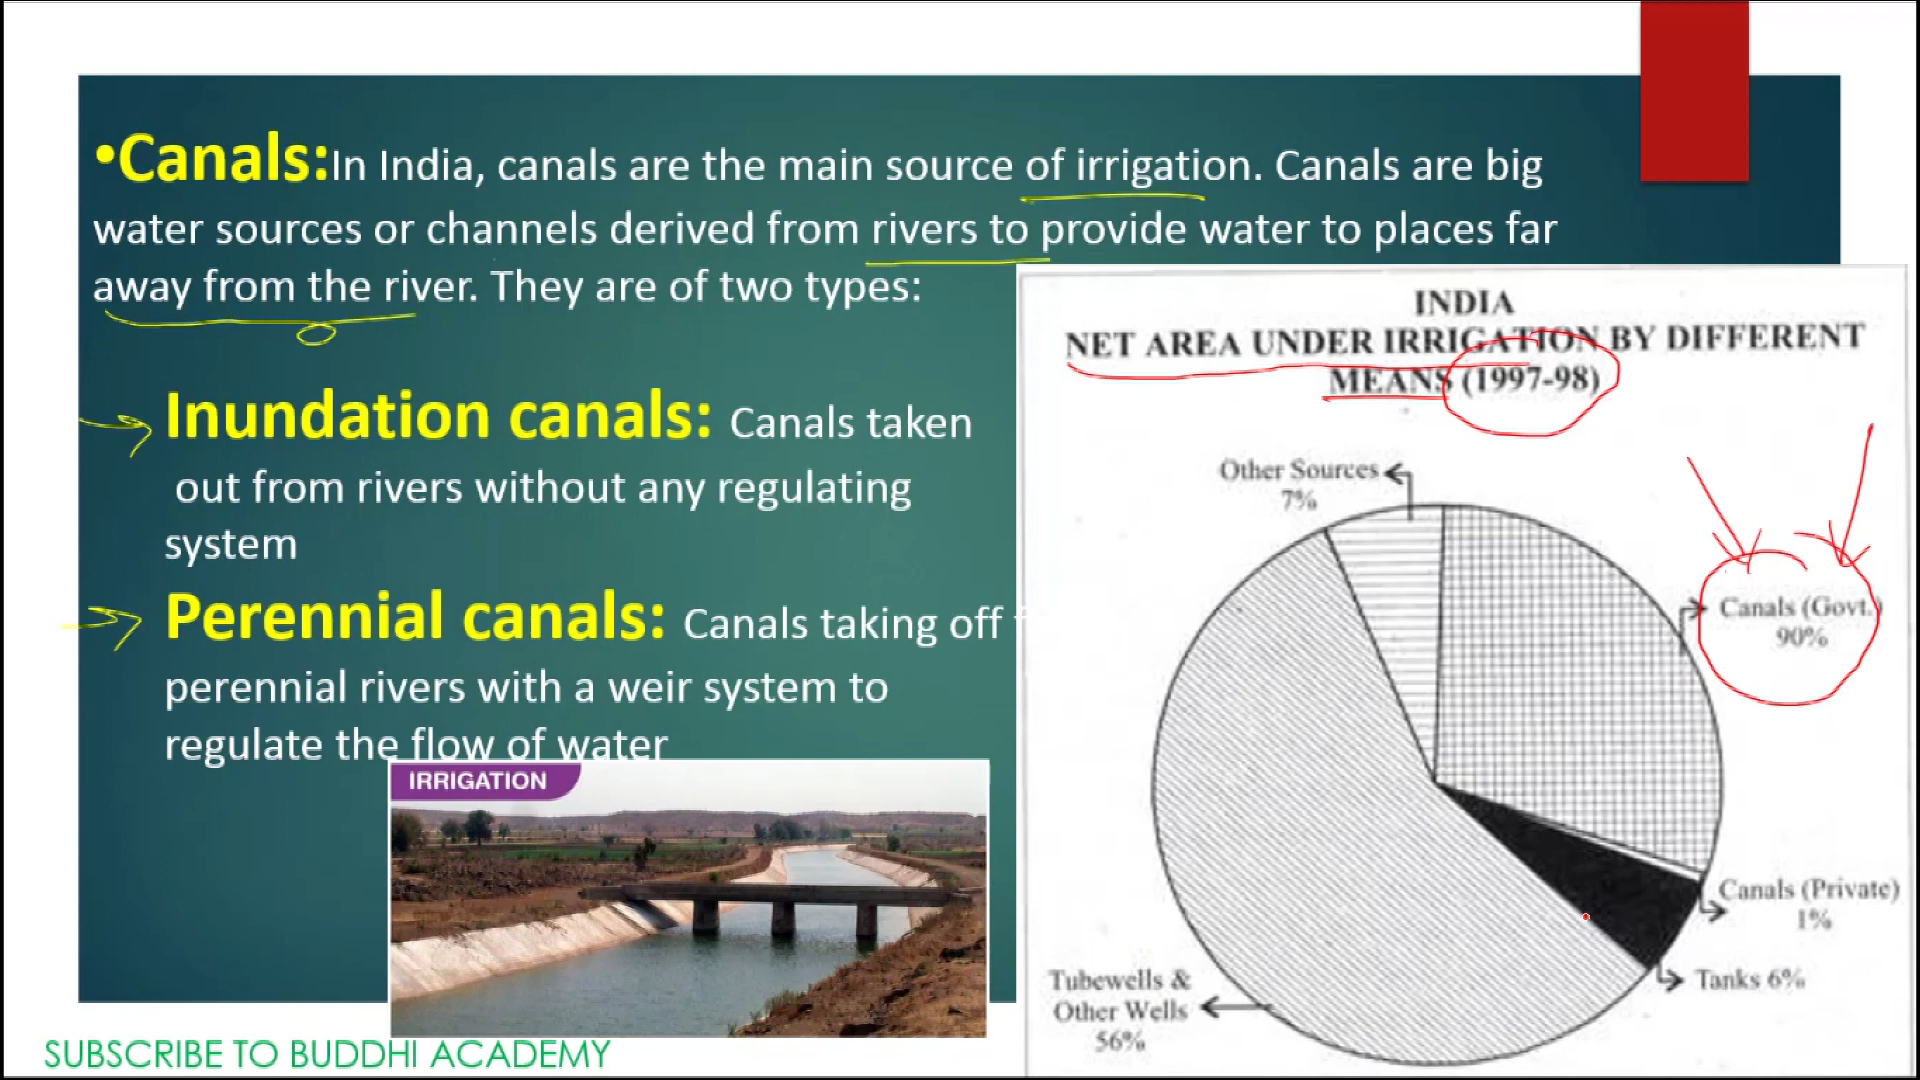 •Canals:In India, canals are the main source of irrigation. Canals are big
water sources or channels derived from rivers to provide water to places far
away from the river. They are of two types:
Inundation canals: Canals taken
out from rivers without any regulating
system
Perennial canals: Canals taking off f
perennial rivers with a weir system to
regulate the flow of water
IRRIGATION
SUBSCRIBE TO BUDDHI ACADEMY
INDIA
NET AREA UNDER IRRIGATION BY DIFFERENT
MEANS (1997-98)
Other Sources
7%
Canals (Govt.)
90%
Canals (Private)
1%
Tanks 6%
Tubewells &
Other Wells
56%